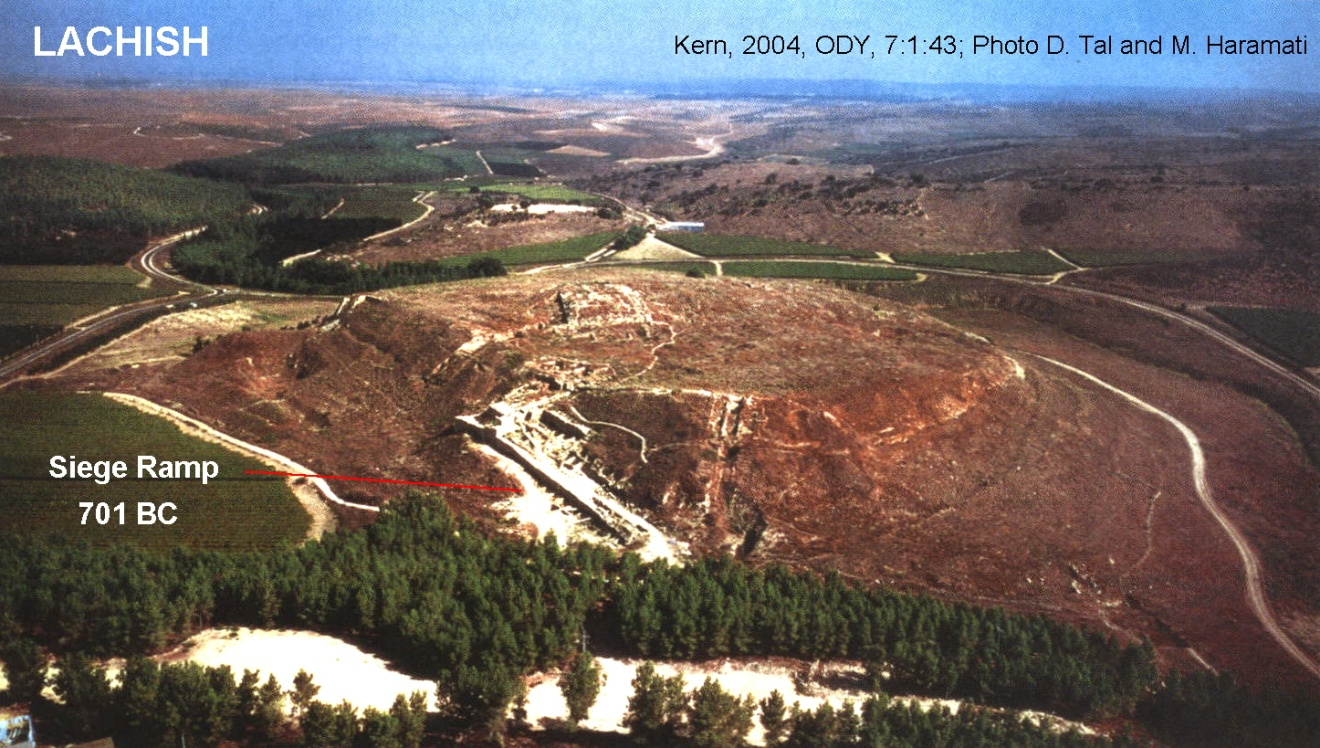 LACHISH
Kern, 2004, ODY, 7:1:43; Photo D. Tal and M. Haramati
Siege Ramp
701 BC